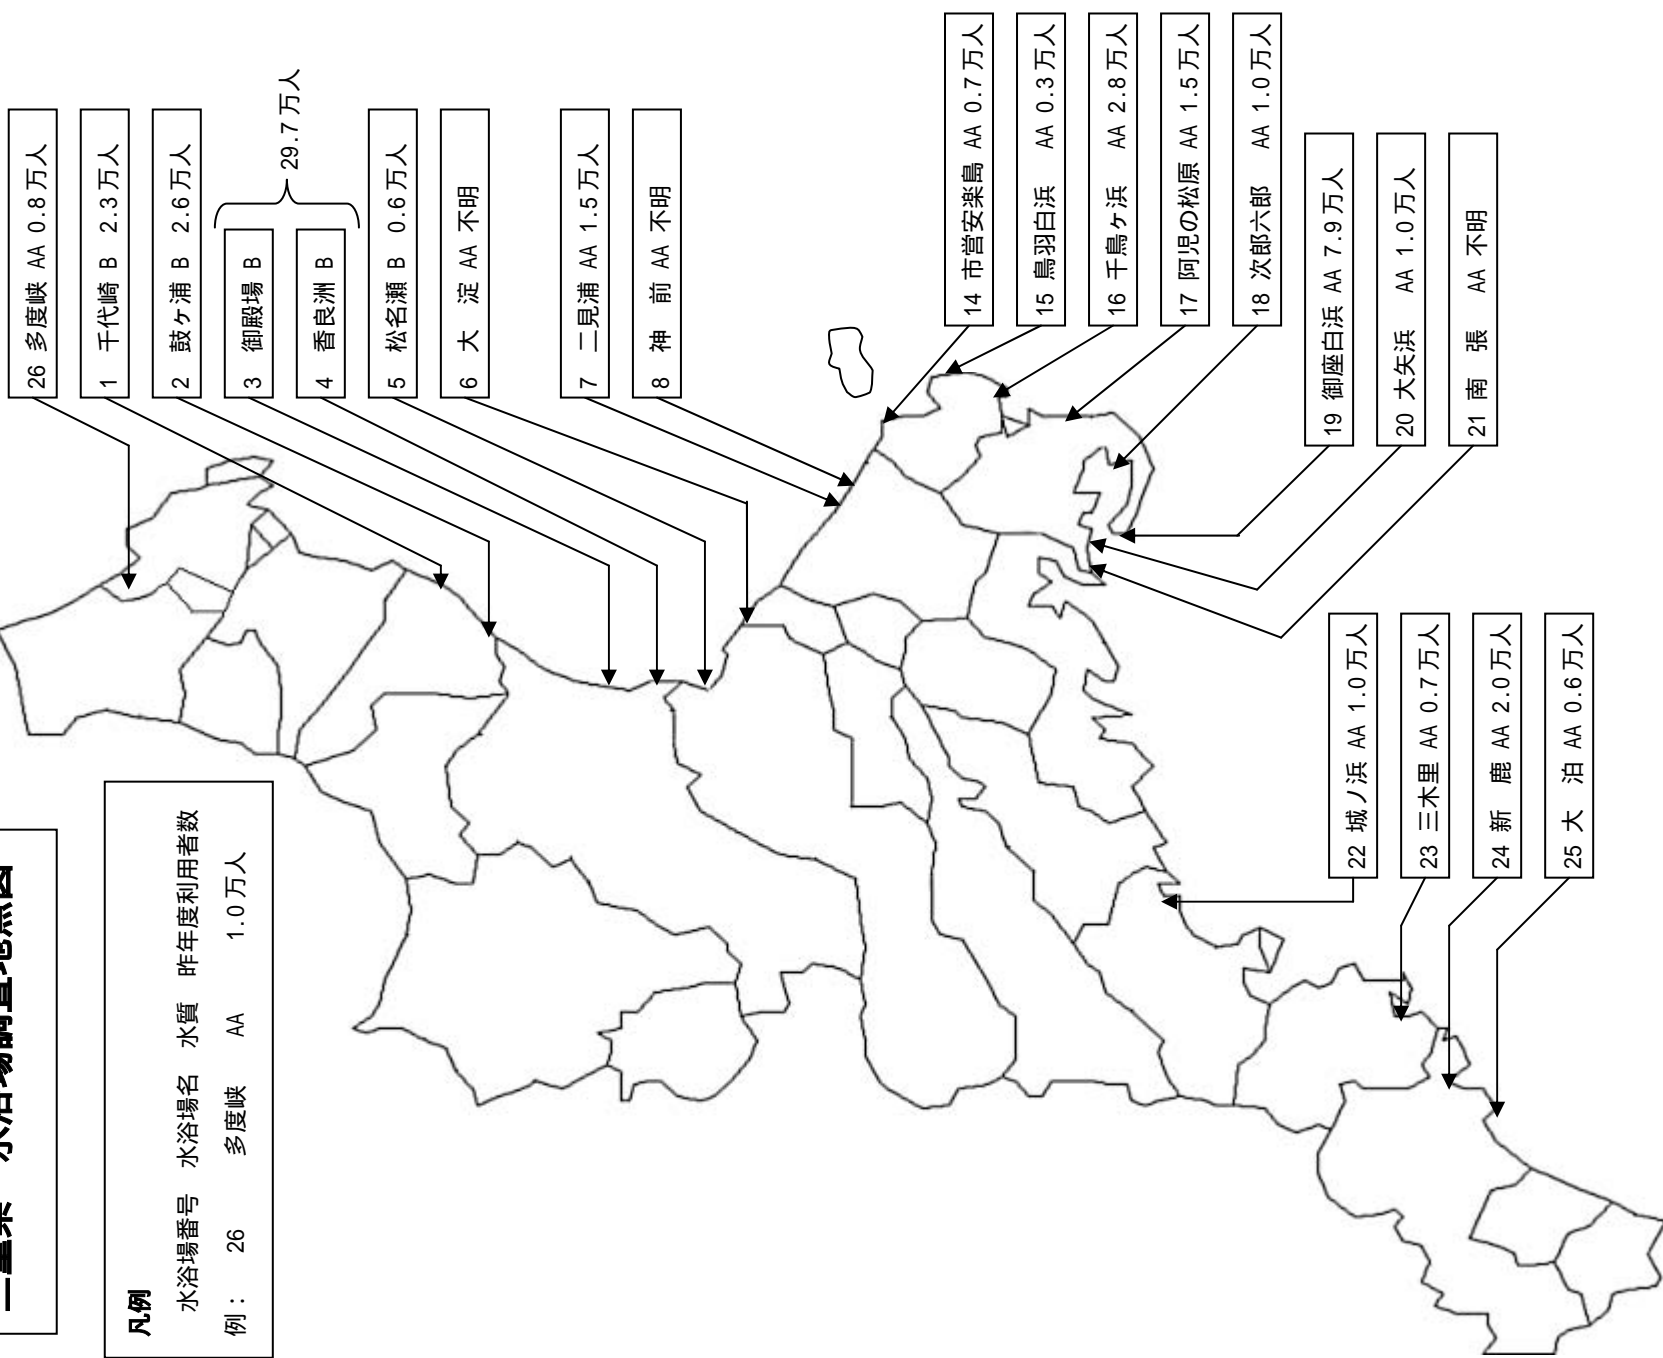 三重県 水浴場調査地点図
凡例
水浴場番号 水浴場名 水質 昨年度利用者数
例： 26 多度峡 AA 1.0万人
26 多度峡 AA 0.8万人
1 千代崎 B 2.3万人
2 鼓ヶ浦 B 2.6万人
3 御殿場 B
4 香良洲 B
29.7万人
5 松名瀬 B 0.6万人
6 大 淀 AA 不明
7 二見浦 AA 1.5万人
8 神 前 AA 不明
14 市営安楽島 AA 0.7万人
15 鳥羽白浜 AA 0.3万人
16 千鳥ヶ浜 AA 2.8万人
17 阿児の松原 AA 1.5万人
18 次郎六郎 AA 1.0万人
19 御座白浜 AA 7.9万人
20 大矢浜 AA 1.0万人
21 南 張 AA 不明
22 城ノ浜 AA 1.0万人
23 三木里 AA 0.7万人
24 新 鹿 AA 2.0万人
25 大 泊 AA 0.6万人